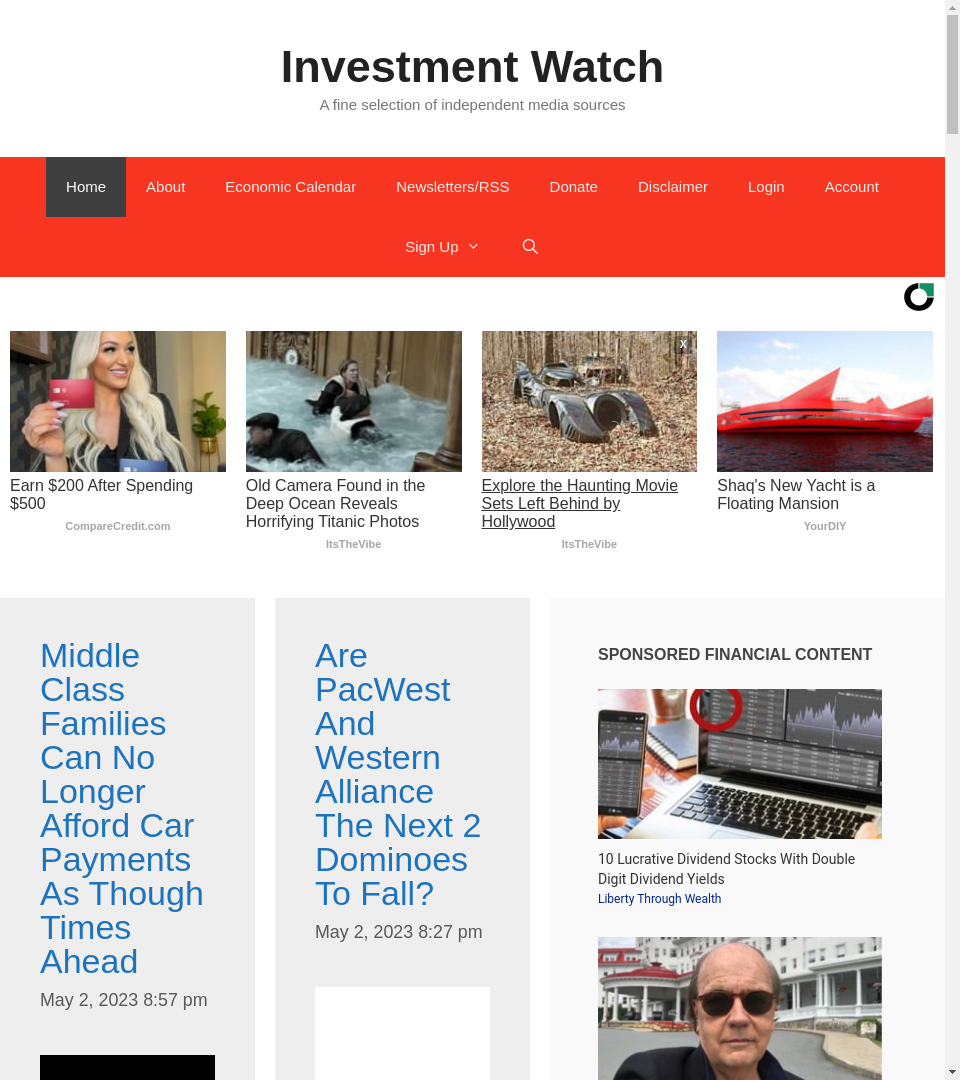 Investment Watch
A fine selection of independent media sources
Home About Economic Calendar Newsletters/RSS Donate Disclaimer Login Account
Sign Up
X
Earn $200 After Spending
$500
CompareCredit.com
Old Camera Found in the
Deep Ocean Reveals
Horrifying Titanic Photos
ItsTheVibe
Explore the Haunting Movie
Sets Left Behind by
Hollywood
ItsTheVibe
Shaq's New Yacht is a
Floating Mansion
YourDIY
Middle
Class
Families
Can No
Longer
Afford Car
Payments
As Though
Times
Ahead
May 2, 2023 8:57 pm
Are
PacWest
And
Western
Alliance
The Next 2
Dominoes
To Fall?
May 2, 2023 8:27 pm
SPONSORED FINANCIAL CONTENT
10 Lucrative Dividend Stocks With Double
Digit Dividend Yields
Liberty Through Wealth